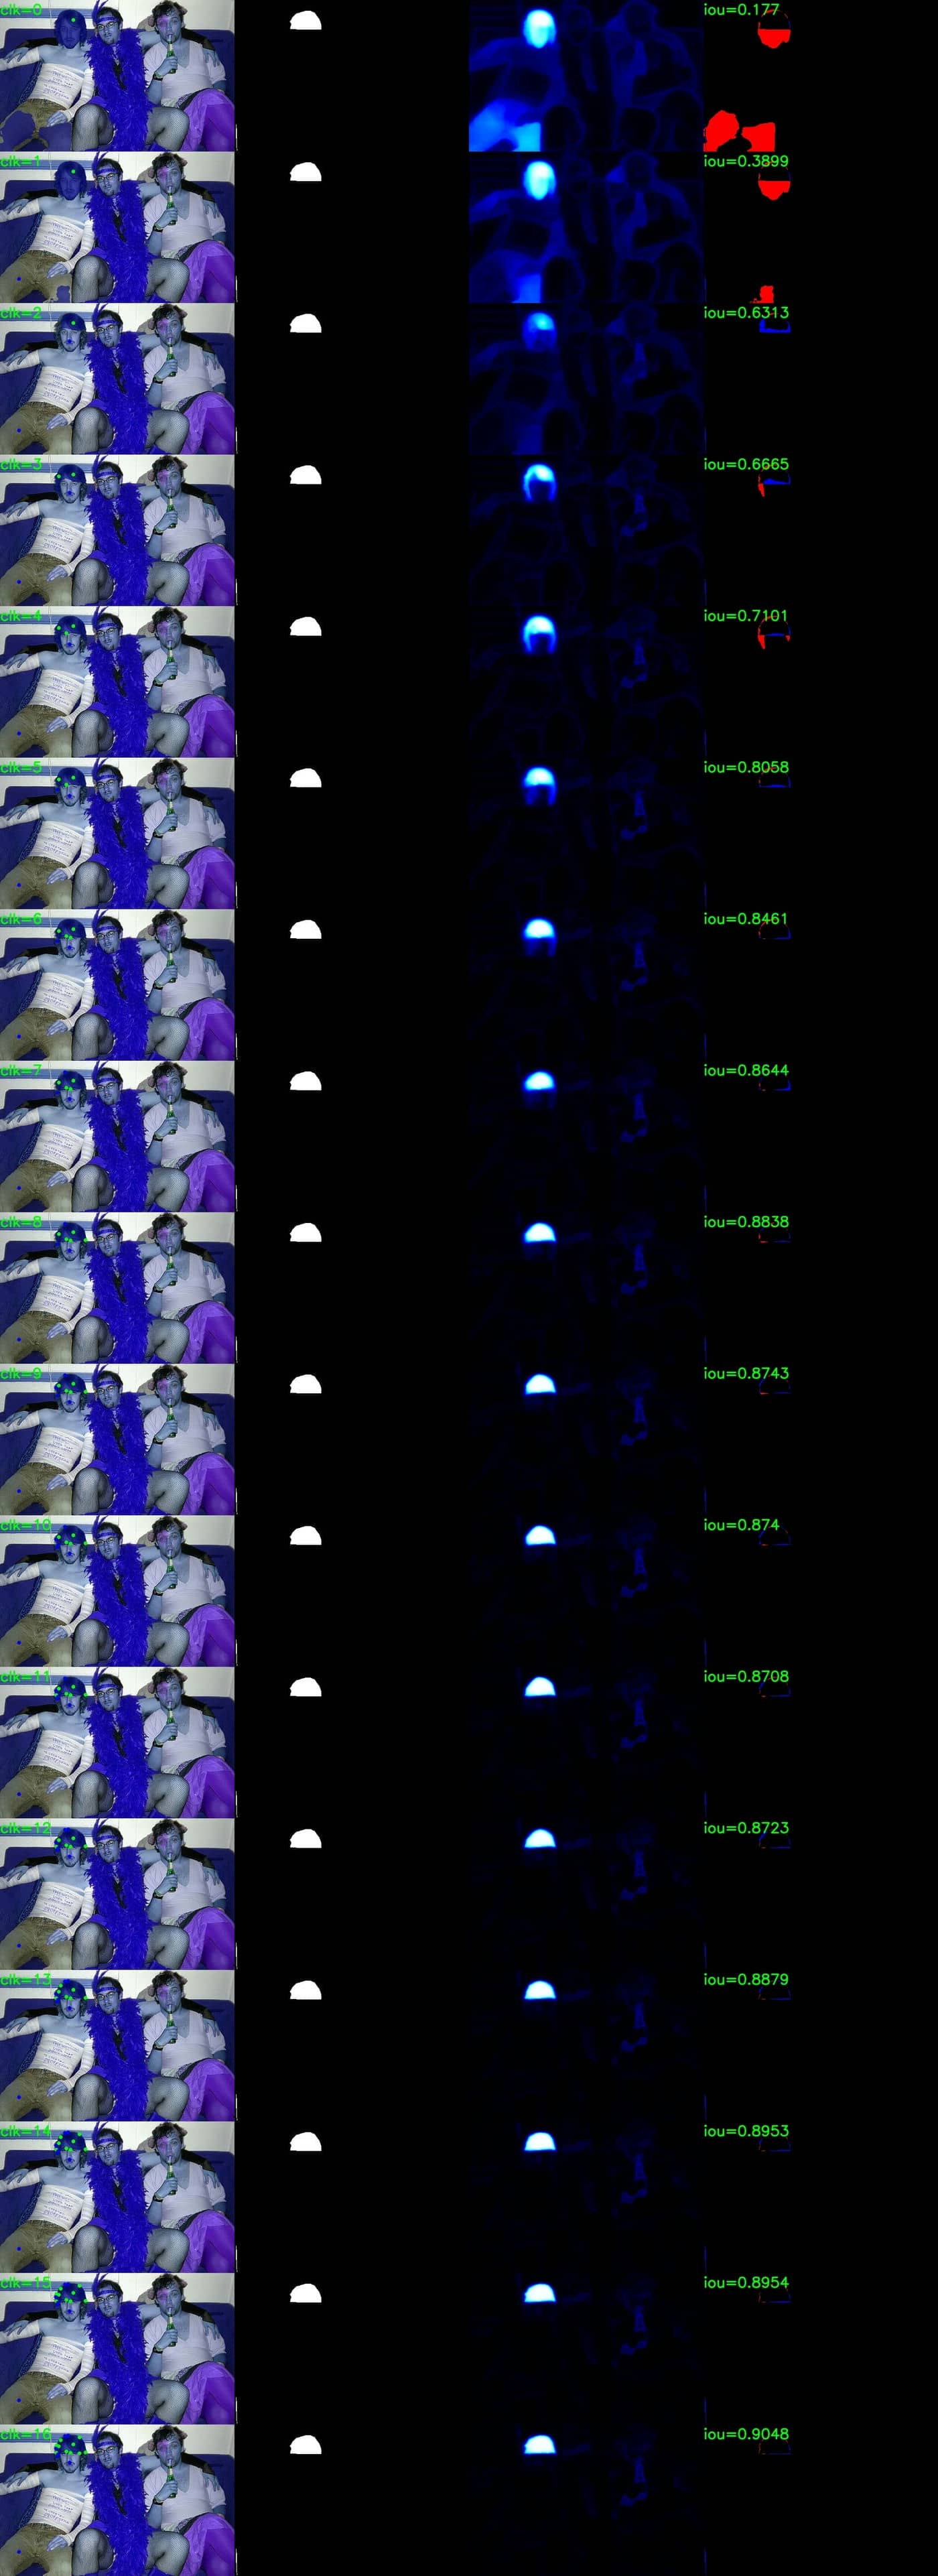 clk=0 iou=0.177
clk=1 iou=0.3899
clk=2 iou=0.6313
clk=3 iou=0.6665
clk=4 iou=0.7101
clk=5 iou=0.8058
clk=6 iou=0.8461
clk=7 iou=0.8644
clk=8 iou=0.8838
clk=9 iou=0.8743
clk=10 iou=0.874
clk=11 iou=0.8708
clk=12 iou=0.8723
clk=13 iou=0.8879
clk=14 iou=0.8953
clk=15 iou=0.8954
clk=16 iou=0.9048